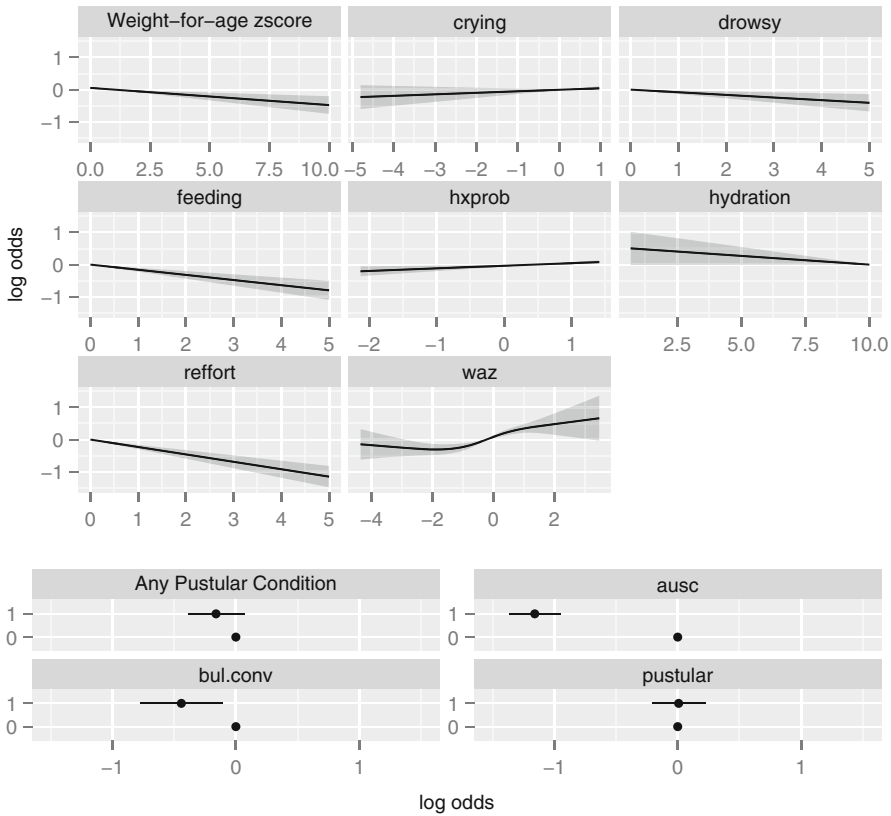 Weight−for−age zscore crying drowsy
1
0
−1
0.0 2.5 5.0 7.5 10.0 −5 −4 −3 −2 −1 0 1 0 1 2 3 4 5
feeding hxprob hydration
1
0
−1
0 1 2 3 4 5 −2 −1 0 1 2.5 5.0 7.5 10.0
log odds
reffort waz
1
0
−1
0 1 2 3 4 5 −4 −2 0 2
Any Pustular Condition ausc
1 1
0 0
bul.conv pustular
1 1
0 0
−1 0 1 −1 0 1
log odds